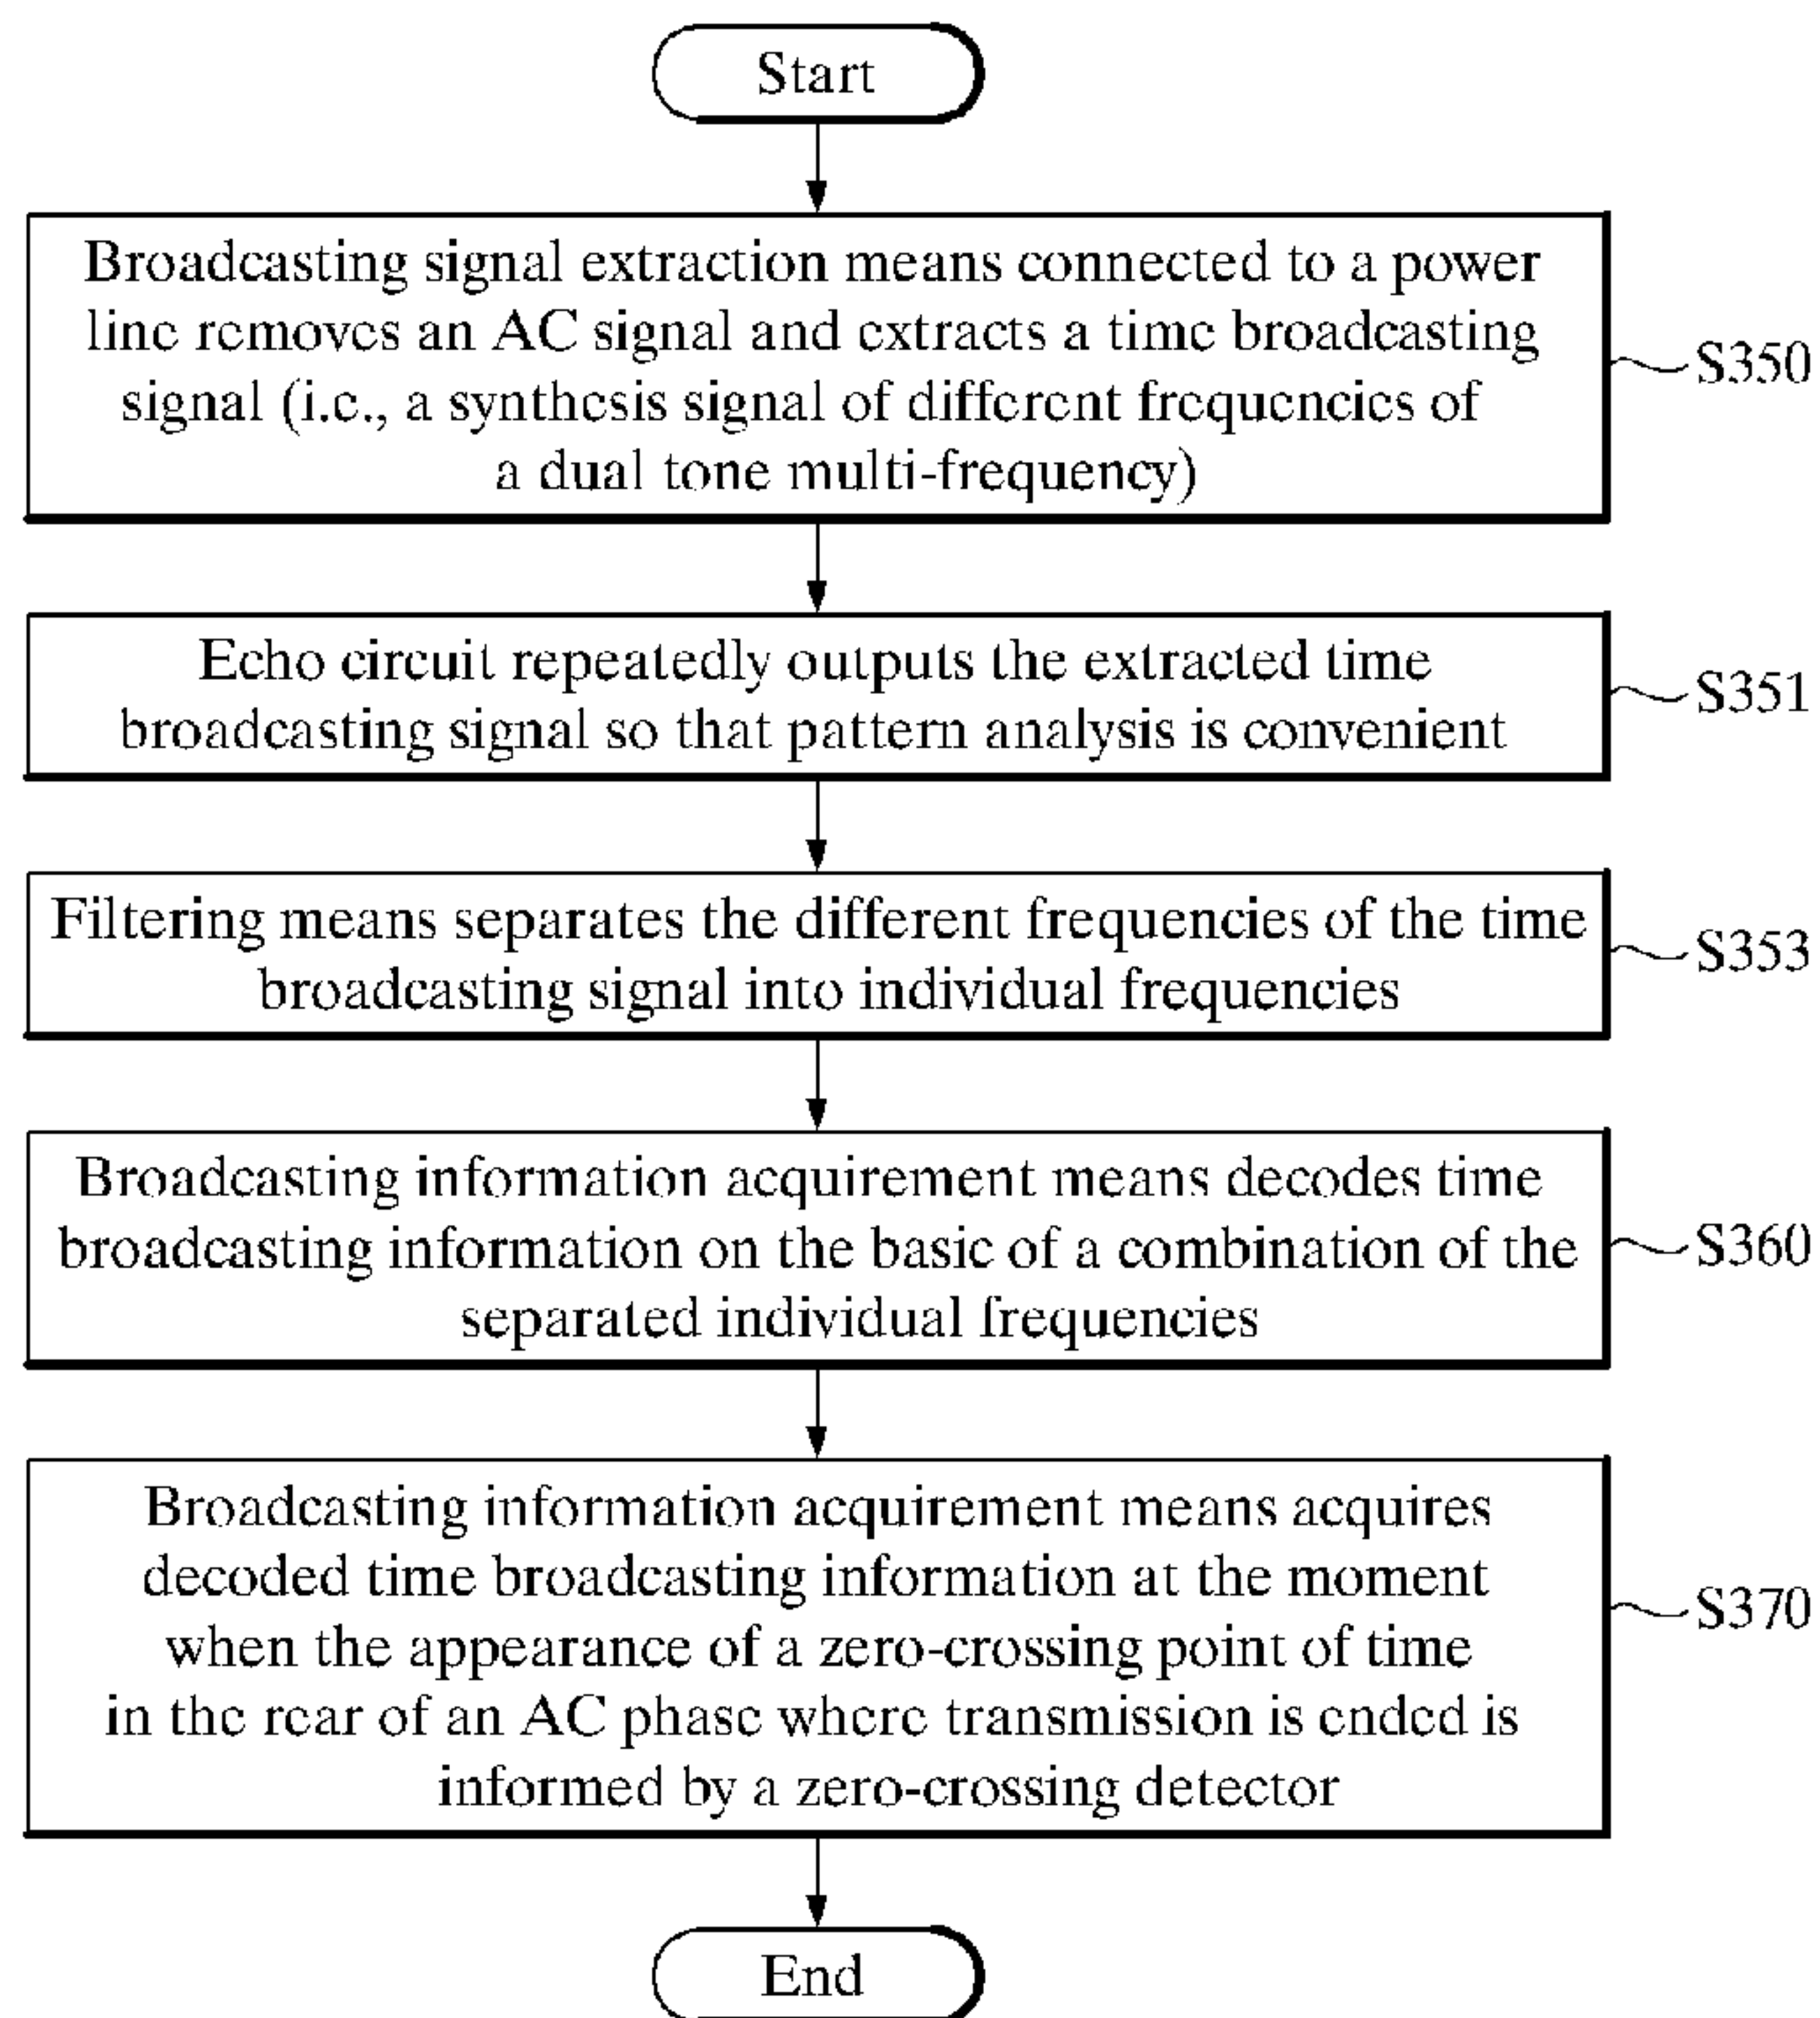 Start
Broadcasting signal extraction means connected to a power
line removes an AC signal and extracts a time broadcasting
signal (i.e., a synthesis signal of different frequencies of
a dual tone multi-frequency)
S350
Echo circuit repeatedly outputs the extracted time
broadcasting signal so that pattern analysis is convenient
S351
Filtering means separates the different frequencies of the time
broadcasting signal into individual frequencies
S353
Broadcasting information acquirement means decodes time
broadcasting information on the basic of a combination of the
separated individual frequencies
S360
Broadcasting information acquirement means acquires
decoded time broadcasting information at the moment
when the appearance of a zero-crossing point of time
in the rear of an AC phase where transmission is ended is
informed by a zero-crossing detector
S370
End